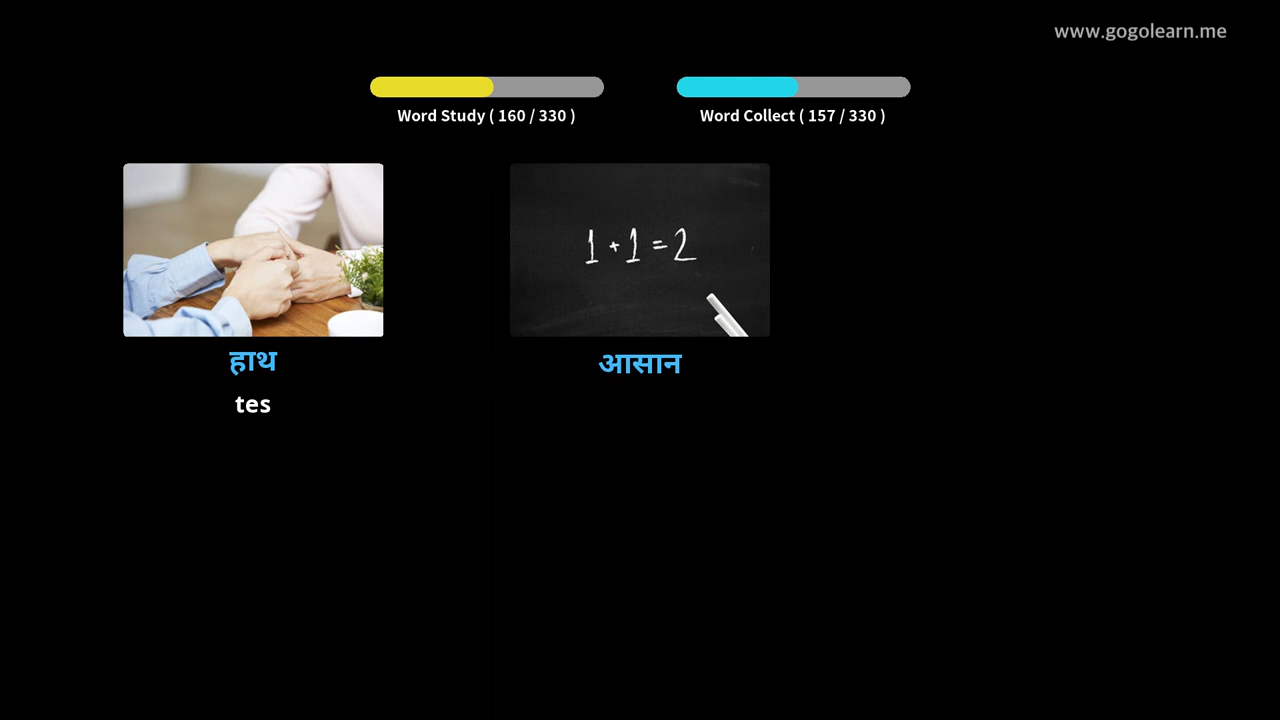 www.gogolearn.me
Word Study ( 160 / 330 )
Word Collect ( 157 / 330 )
1 + 1 = 2
हाथ
आसान
tes